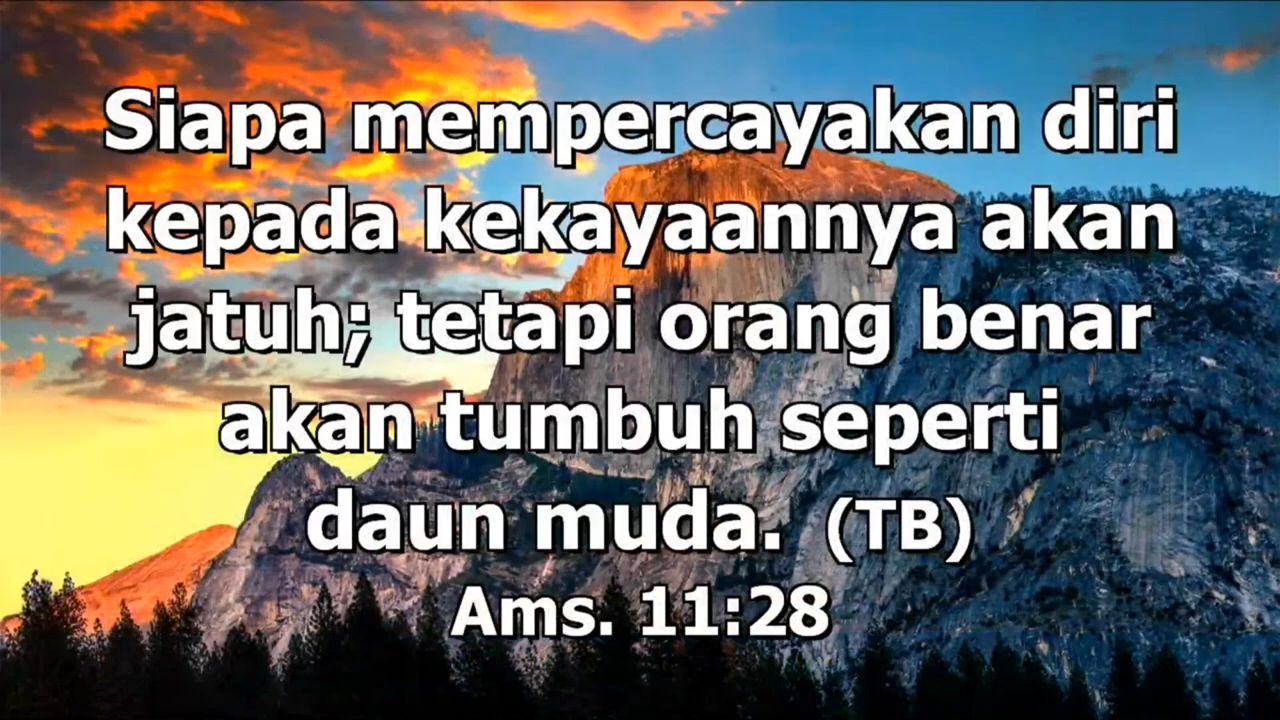 Siapa mempercayakan diri
kepada kekayaannya akan
jatuh; tetapi orang benar
akan tumbuh seperti
daun muda. (TB)
Ams. 11:28